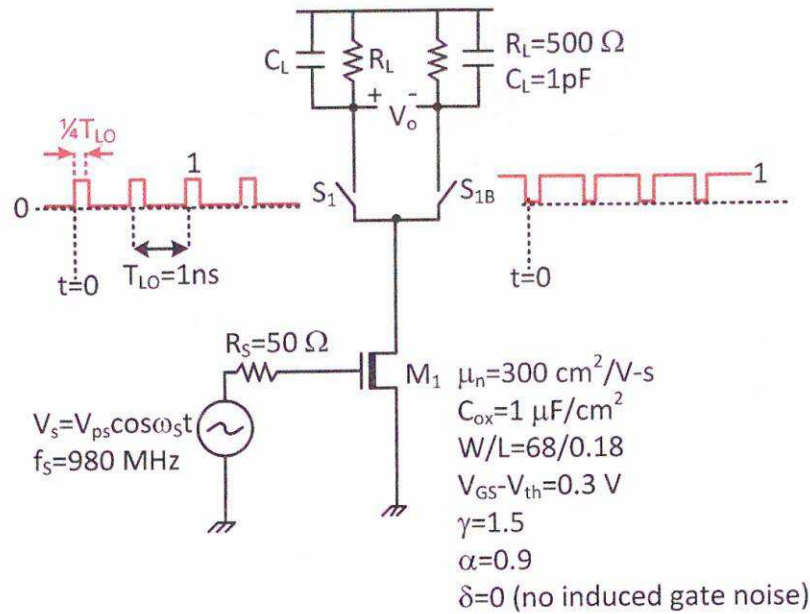 C_L
R_L
R_L=500 Ω
C_L=1pF
+ V_o -
¼T_LO
1
0
S_1
S_1B
1
t=0
T_LO=1ns
t=0
R_S=50 Ω
V_s=V_ps cosω_S t
f_S=980 MHz
M_1
μ_n=300 cm²/V-s
C_ox=1 μF/cm²
W/L=68/0.18
V_GS-V_th=0.3 V
γ=1.5
α=0.9
δ=0 (no induced gate noise)